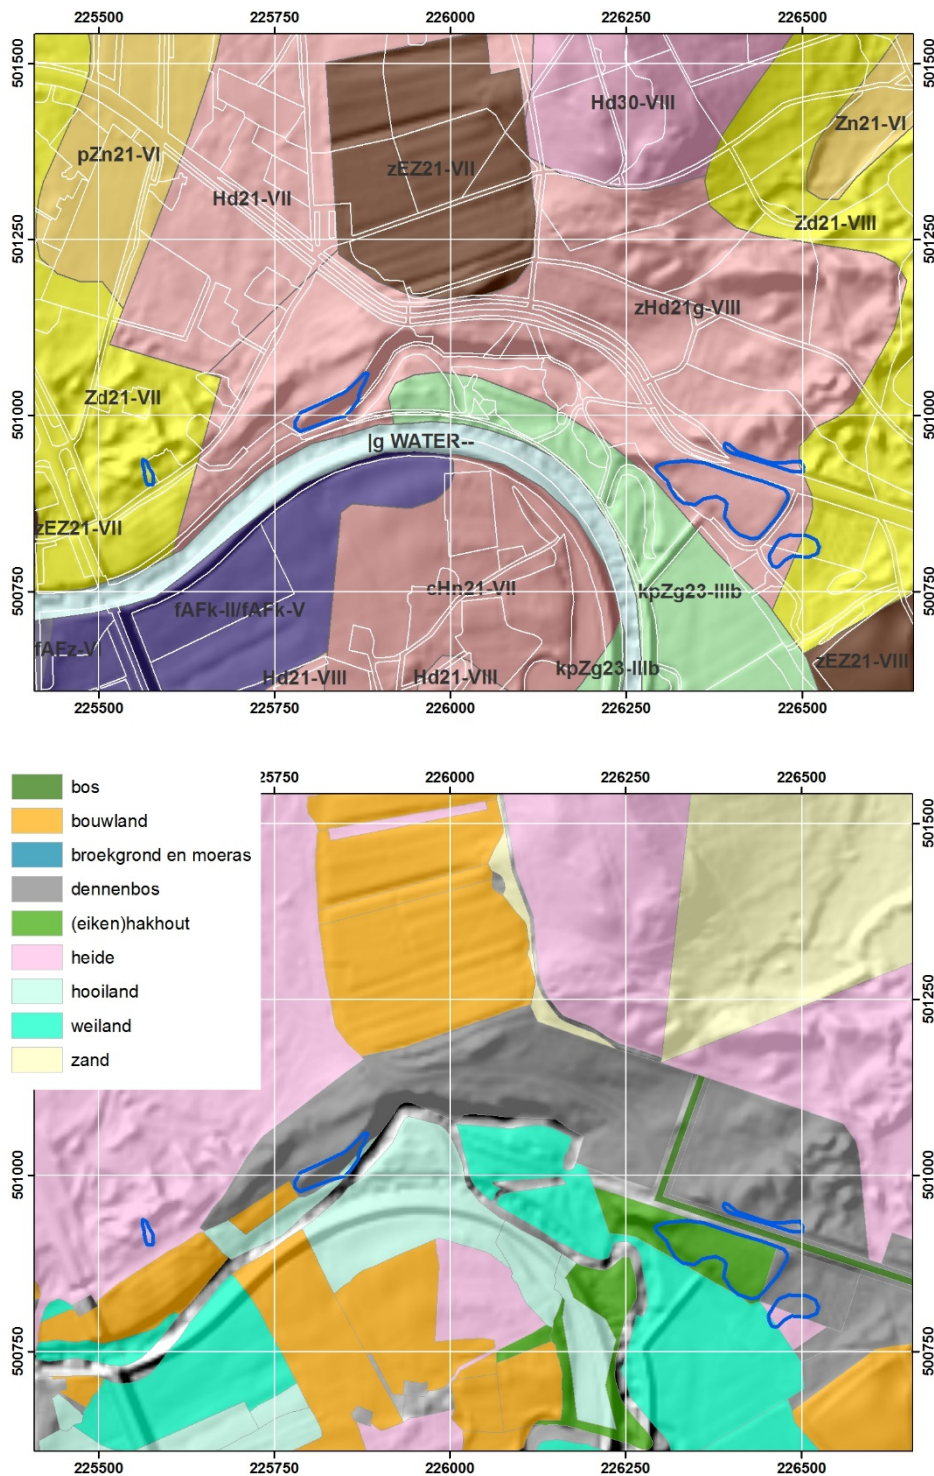 225500 225750 226000 226250 226500
501500 501500
Hd30-VIII
Zn21-VI
pZn21-VI
zEZ21-VII
Hd21-VII
Zd21-VIII
501250 501250
zHd21g-VIII
Zd21-VII
501000 501000
|g WATER--
zEZ21-VII
500750 500750
cHn21-VII
kpZg23-IIIb
fAFk-II/fAFk-V
fAFz-VI
zEZ21-VIII
Hd21-VIII Hd21-VIII kpZg23-IIIb
225500 225750 226000 226250 226500
25750 226000 226250 226500
bos
bouwland
broekgrond en moeras
dennenbos
(eiken)hakhout
heide
hooiland
weiland
zand
501500
501250
501000 501000
500750 500750
225500 225750 226000 226250 226500